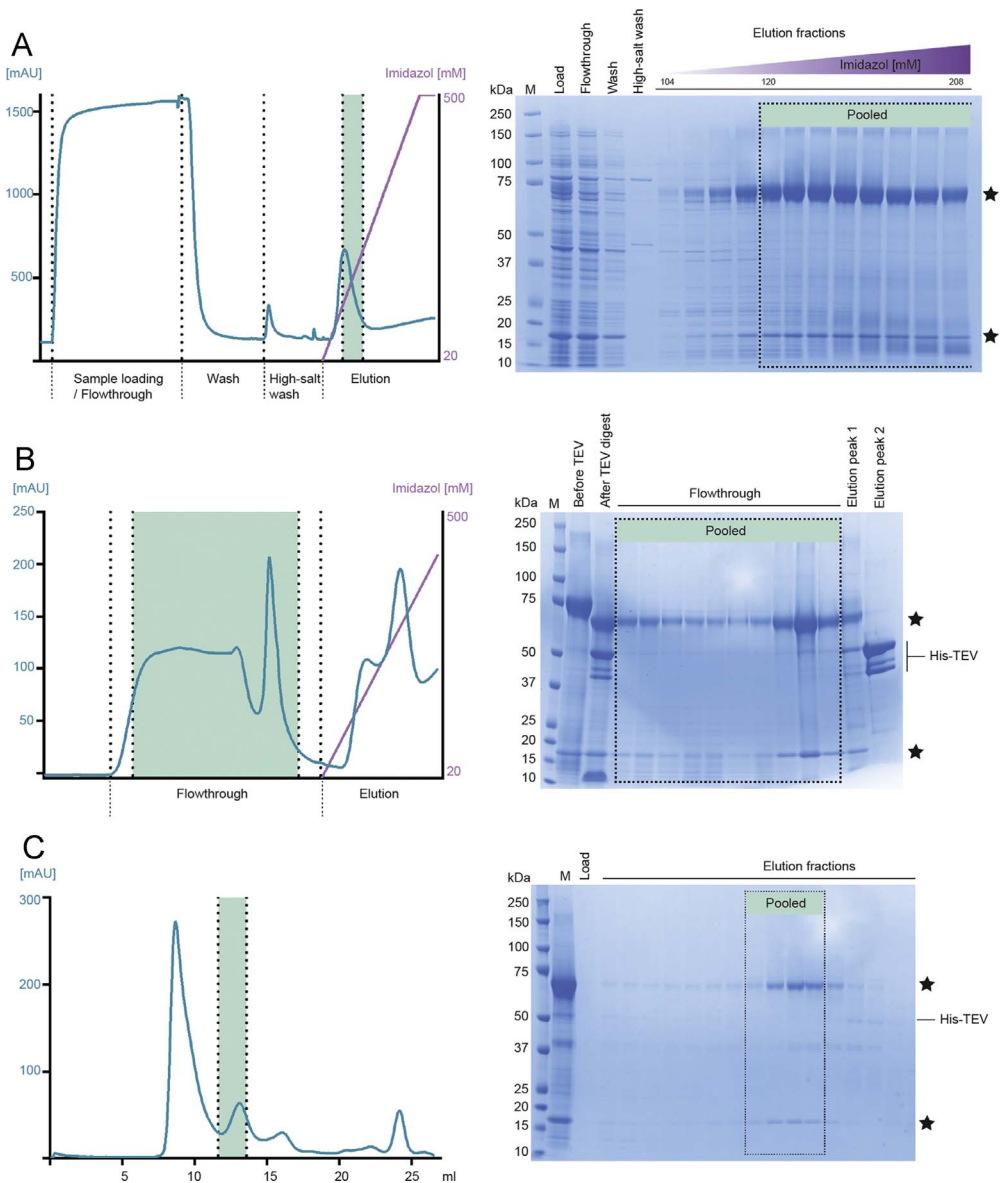 A
[mAU]
Imidazol [mM]
1500
1000
500
500
20
Sample loading
/ Flowthrough
Wash
High-salt
wash
Elution
Elution fractions
Imidazol [mM]
104
120
208
kDa
M
Load
Flowthrough
Wash
High-salt wash
Pooled
250
150
100
75
50
37
25
20
15
10
B
[mAU]
Imidazol [mM]
250
200
150
100
50
500
20
Flowthrough
Elution
kDa
M
Before TEV
After TEV digest
Flowthrough
Elution peak 1
Elution peak 2
Pooled
250
150
100
75
50
37
25
20
15
10
His-TEV
C
[mAU]
300
200
100
5
10
15
20
25
ml
kDa
M
Load
Elution fractions
Pooled
250
150
100
75
50
37
25
20
15
10
His-TEV